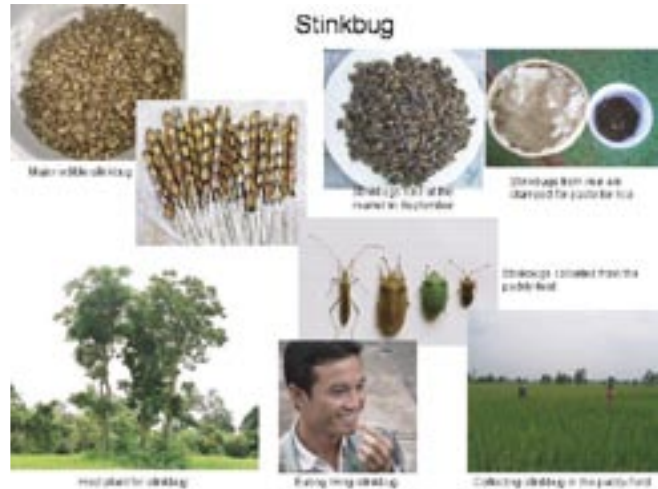 Stinkbug
Major edible stinkbug
Stinkbugs sold at the
market in September
Stinkbugs from rice are
stamped for paste for rice
Stinkbugs collected from the
paddy field
Host plant for stinkbug
Eating living stinkbug
Collecting stinkbug in the paddy field